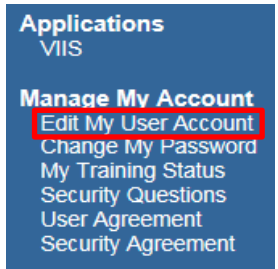 Applications
VIIS
Manage My Account
Edit My User Account
Change My Password
My Training Status
Security Questions
User Agreement
Security Agreement